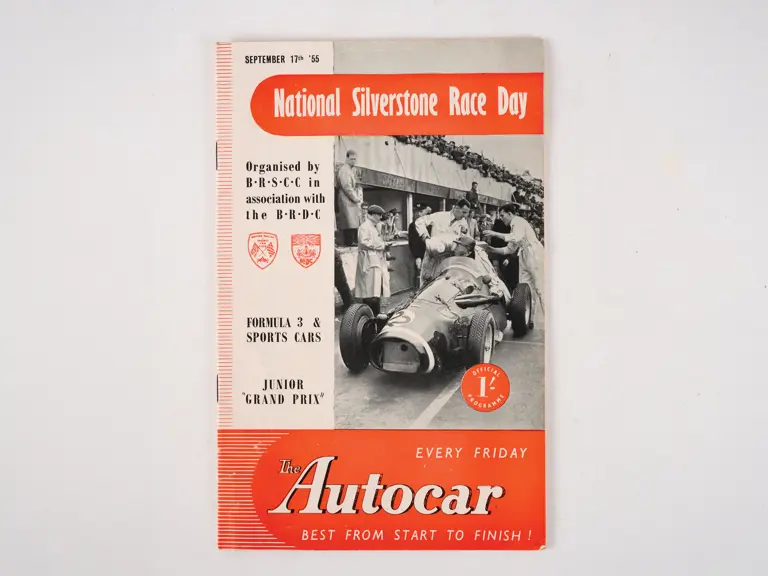 SEPTEMBER 17th '55
National Silverstone Race Day
Organised by
B·R·S·C·C in
association with
the B·R·D·C
FORMULA 3 &
SPORTS CARS
JUNIOR
"GRAND PRIX"
OFFICIAL
1'-
PROGRAMME
EVERY FRIDAY
The Autocar
BEST FROM START TO FINISH!